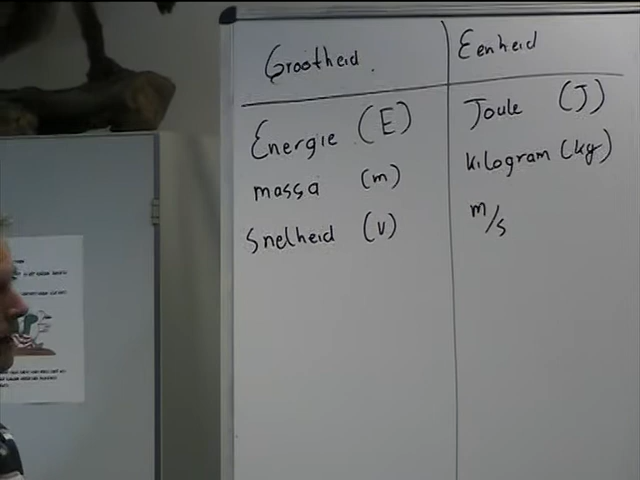 Grootheid Eenheid
Energie (E) Joule (J)
massa (m) kilogram (kg)
Snelheid (v) m/s